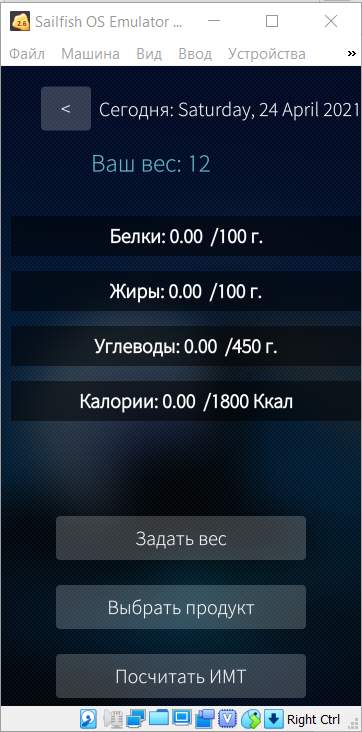 Sailfish OS Emulator ...
Файл Машина Вид Ввод Устройства »
< Сегодня: Saturday, 24 April 2021
Ваш вес: 12
Белки: 0.00 /100 г.
Жиры: 0.00 /100 г.
Углеводы: 0.00 /450 г.
Калории: 0.00 /1800 Ккал
Задать вес
Выбрать продукт
Посчитать ИМТ
Right Ctrl